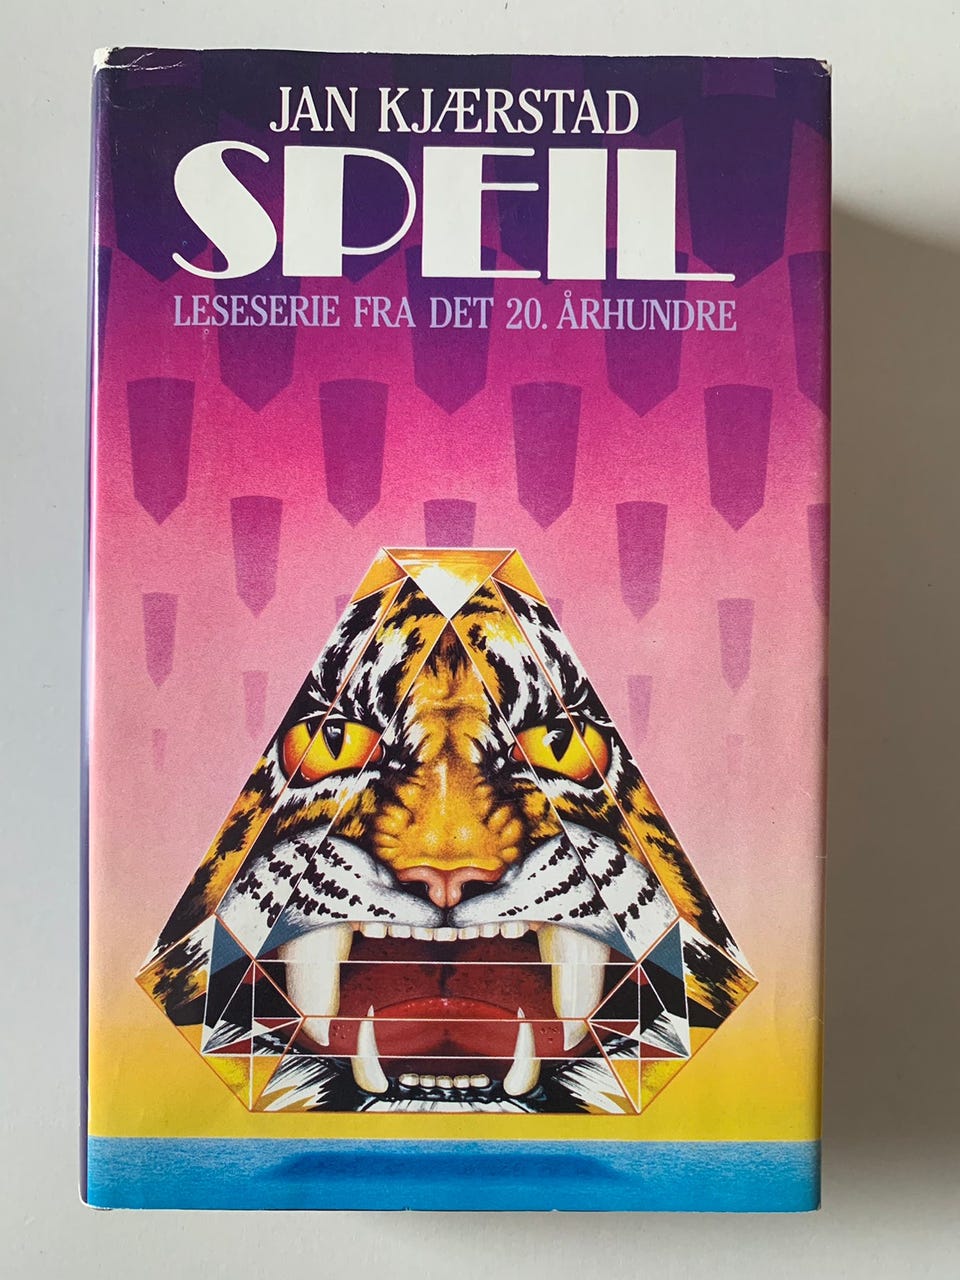 JAN KJÆRSTAD
SPEIL
LESESERIE FRA DET 20. ÅRHUNDRE